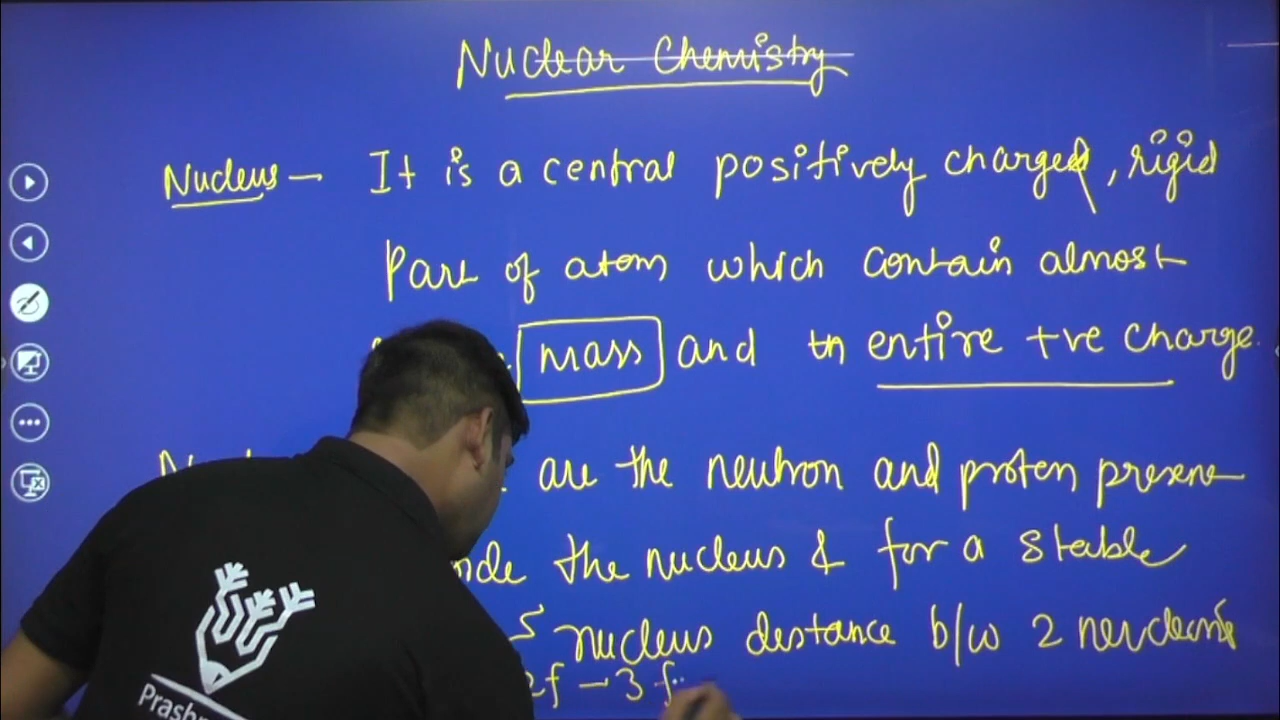 Nuclear Chemistry
Nucleus — It is a central positively charged, rigid
Part of atom which contain almost
mass and entire +ve charge.
are the neutron and proton present
the nucleus & for a stable
nucleus distance b/w 2 nucleons
2f – 3 f
Prashn